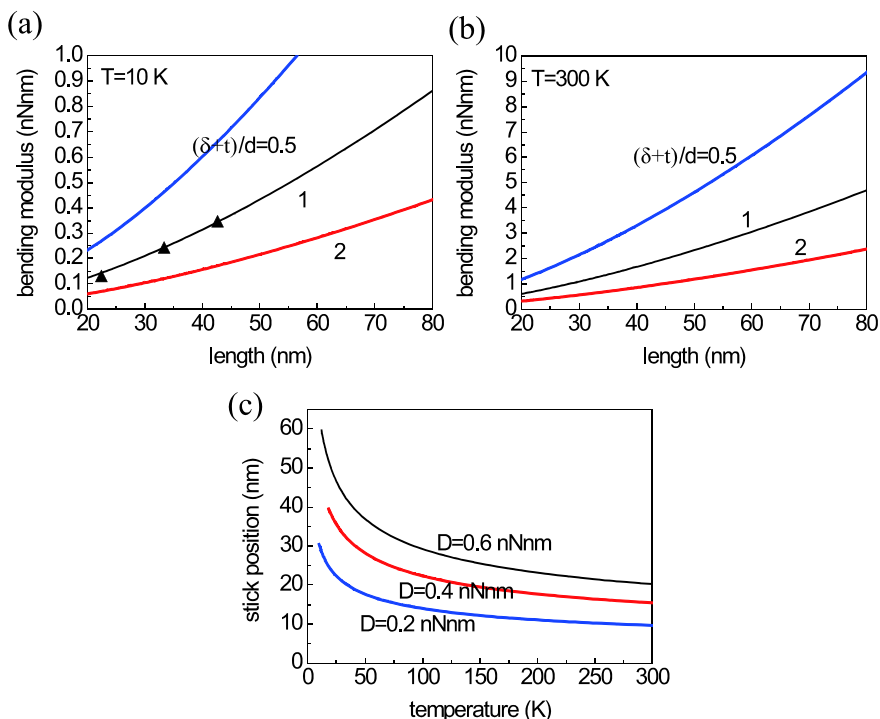 (a)
bending modulus (nNnm)
1.0
0.9
0.8
0.7
0.6
0.5
0.4
0.3
0.2
0.1
0.0
T=10 K
(δ+t)/d=0.5
1
2
20 30 40 50 60 70 80
length (nm)
(b)
bending modulus (nNnm)
10
9
8
7
6
5
4
3
2
1
0
T=300 K
(δ+t)/d=0.5
1
2
20 30 40 50 60 70 80
length (nm)
(c)
stick position (nm)
60
50
40
30
20
10
0
D=0.6 nNnm
D=0.4 nNnm
D=0.2 nNnm
0 50 100 150 200 250 300
temperature (K)